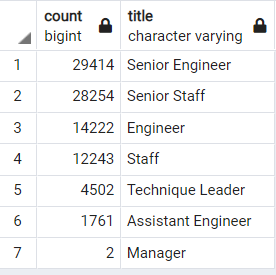 count title
bigint character varying
1 29414 Senior Engineer
2 28254 Senior Staff
3 14222 Engineer
4 12243 Staff
5 4502 Technique Leader
6 1761 Assistant Engineer
7 2 Manager